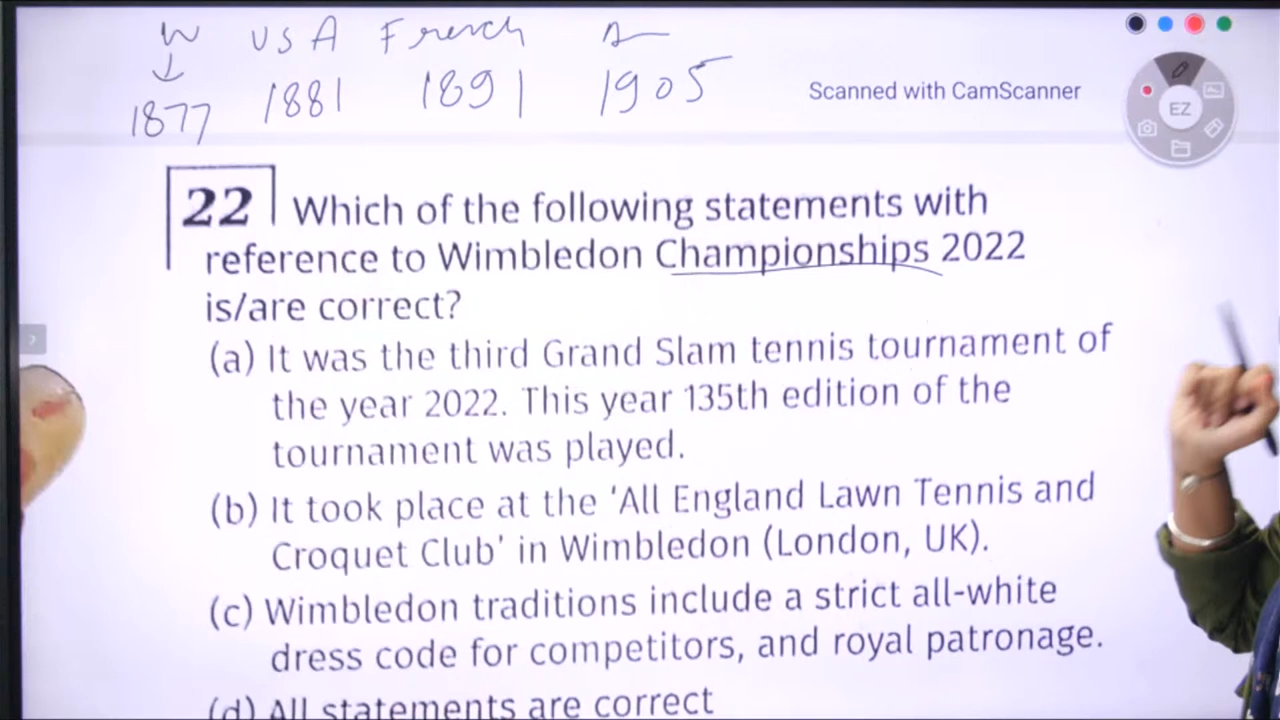 W USA French A
1877 1881 1891 1905
Scanned with CamScanner
EZ
22 Which of the following statements with
reference to Wimbledon Championships 2022
is/are correct?
(a) It was the third Grand Slam tennis tournament of
the year 2022. This year 135th edition of the
tournament was played.
(b) It took place at the ‘All England Lawn Tennis and
Croquet Club’ in Wimbledon (London, UK).
(c) Wimbledon traditions include a strict all-white
dress code for competitors, and royal patronage.
(d) All statements are correct